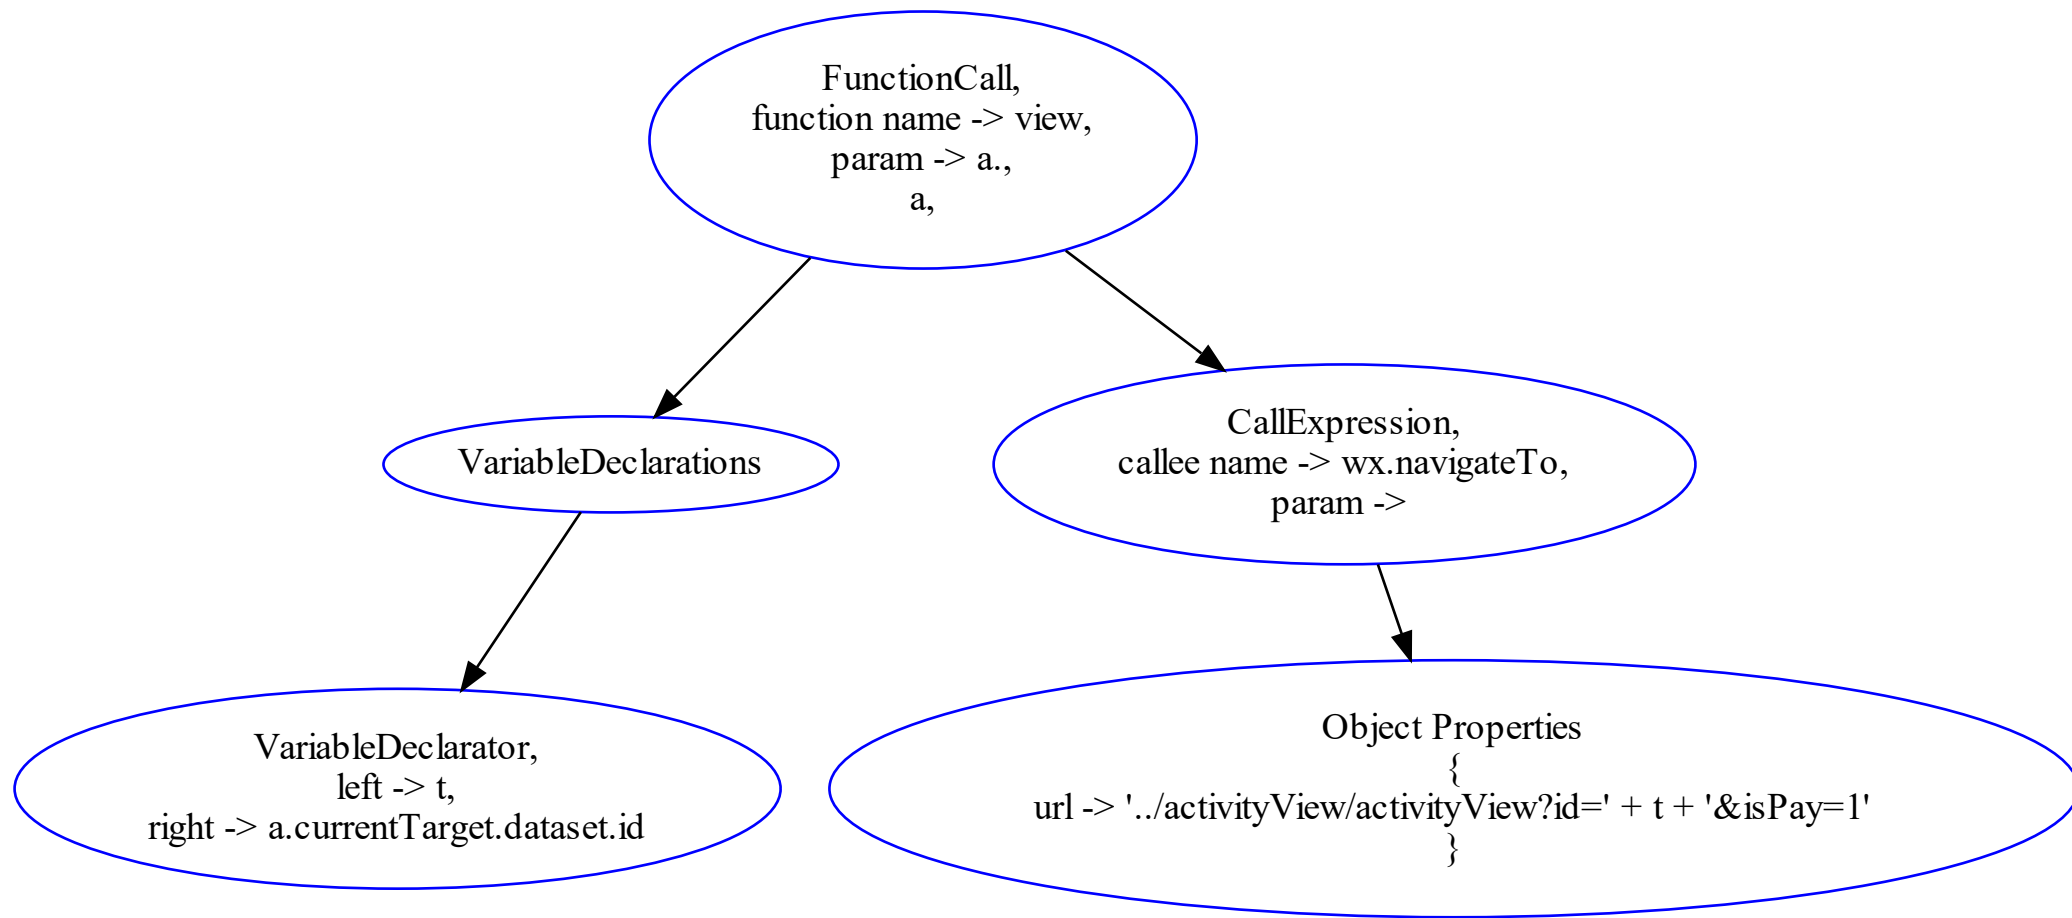 FunctionCall,
function name -> view,
param -> a.,
a,
VariableDeclarations
CallExpression,
callee name -> wx.navigateTo,
param ->
VariableDeclarator,
left -> t,
right -> a.currentTarget.dataset.id
Object Properties
{
url -> '../activityView/activityView?id=' + t + '&isPay=1'
}